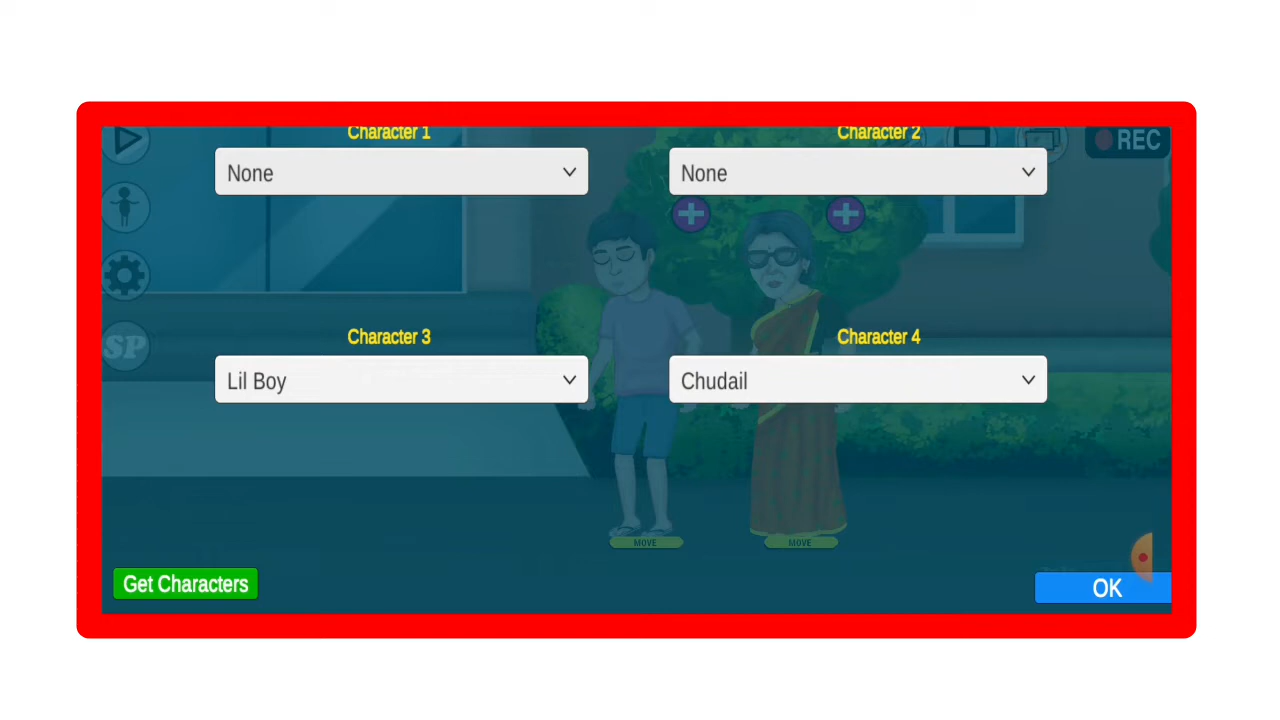 Character 1
Character 2
REC
None
None
SP
Character 3
Character 4
Lil Boy
Chudail
MOVE
MOVE
Get Characters
OK